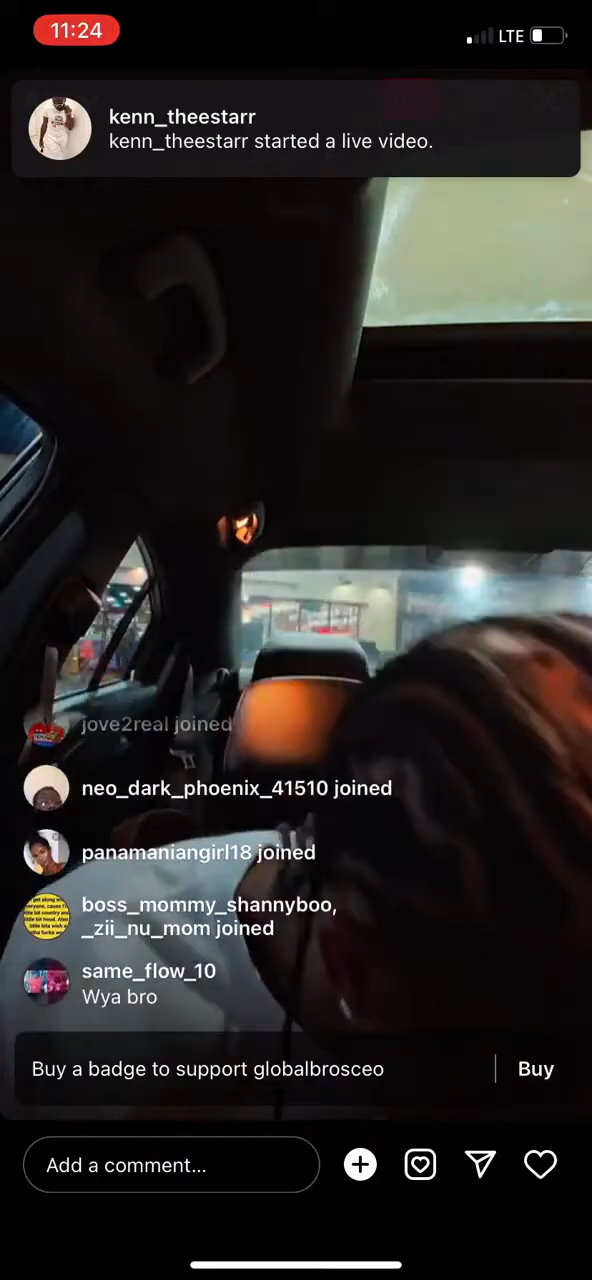 11:24
LTE
kenn_theestarr
kenn_theestarr started a live video.
jove2real joined
neo_dark_phoenix_41510 joined
panamaniangirl18 joined
boss_mommy_shannyboo,
_zii_nu_mom joined
same_flow_10
Wya bro
Buy a badge to support globalbrosceo
Buy
Add a comment...